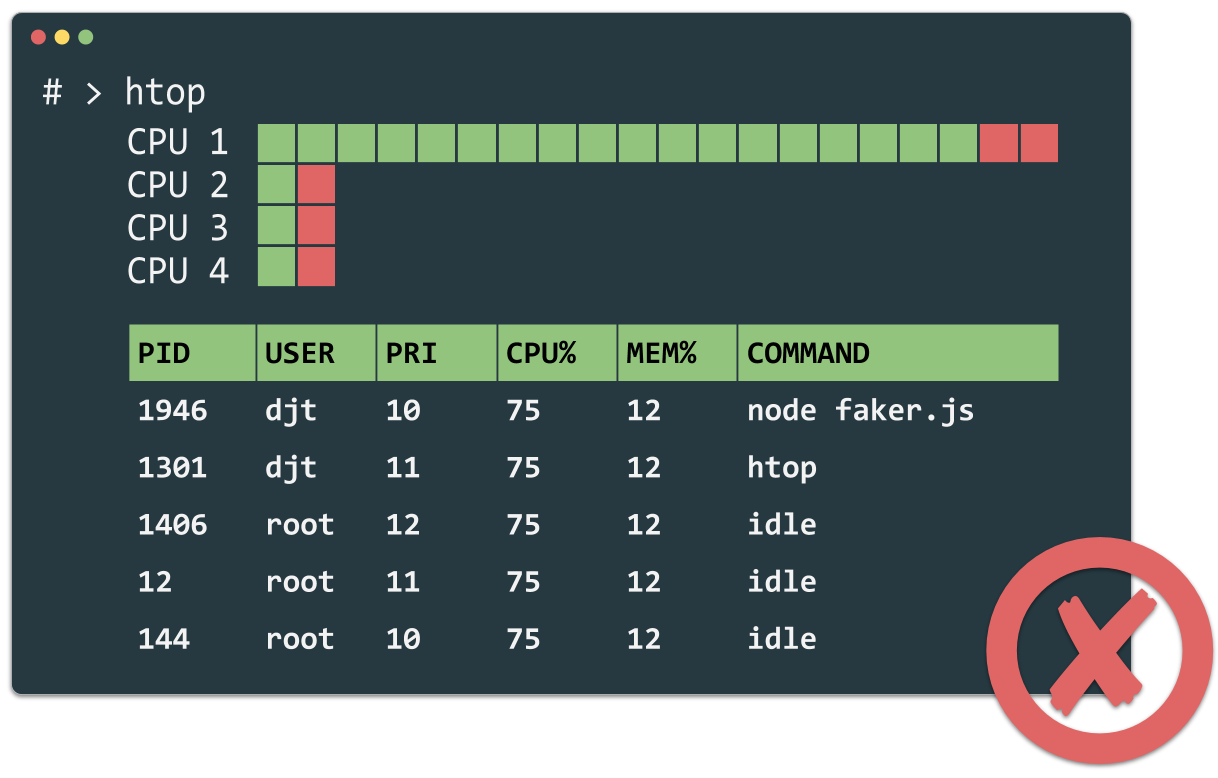 # > htop
CPU 1
CPU 2
CPU 3
CPU 4
PID USER PRI CPU% MEM% COMMAND
1946 djt 10 75 12 node faker.js
1301 djt 11 75 12 htop
1406 root 12 75 12 idle
12 root 11 75 12 idle
144 root 10 75 12 idle